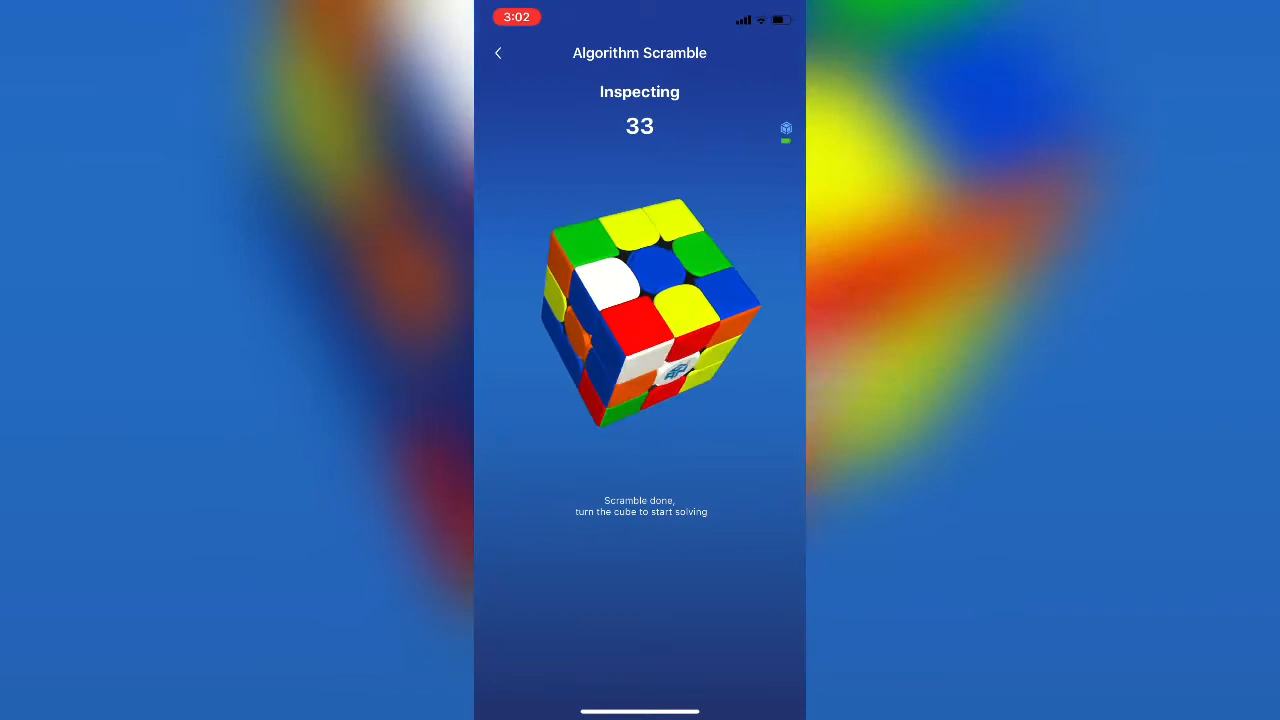 3:02
Algorithm Scramble
Inspecting
33
Scramble done,
turn the cube to start solving